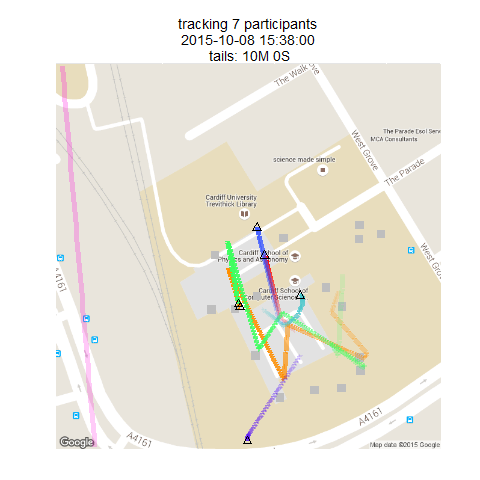 tracking 7 participants
2015-10-08 15:38:00
tails: 10M 0S
The Walk
West Grove
The Parade Esol Serv
MCA Consultants
science made simple
The Parade
Cardiff University
Trevithick Library
West Grove
Cardiff School of
Physics and Astronomy
Cardiff School of
Computer Science
A4161
A4161
A4161
Google
Map data ©2015 Google